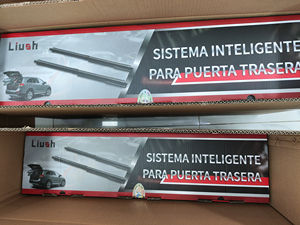 Liush
SISTEMA INTELIGENTE
PARA PUERTA TRASERA
Liush
SISTEMA INTELIGENTE
PARA PUERTA TRASERA